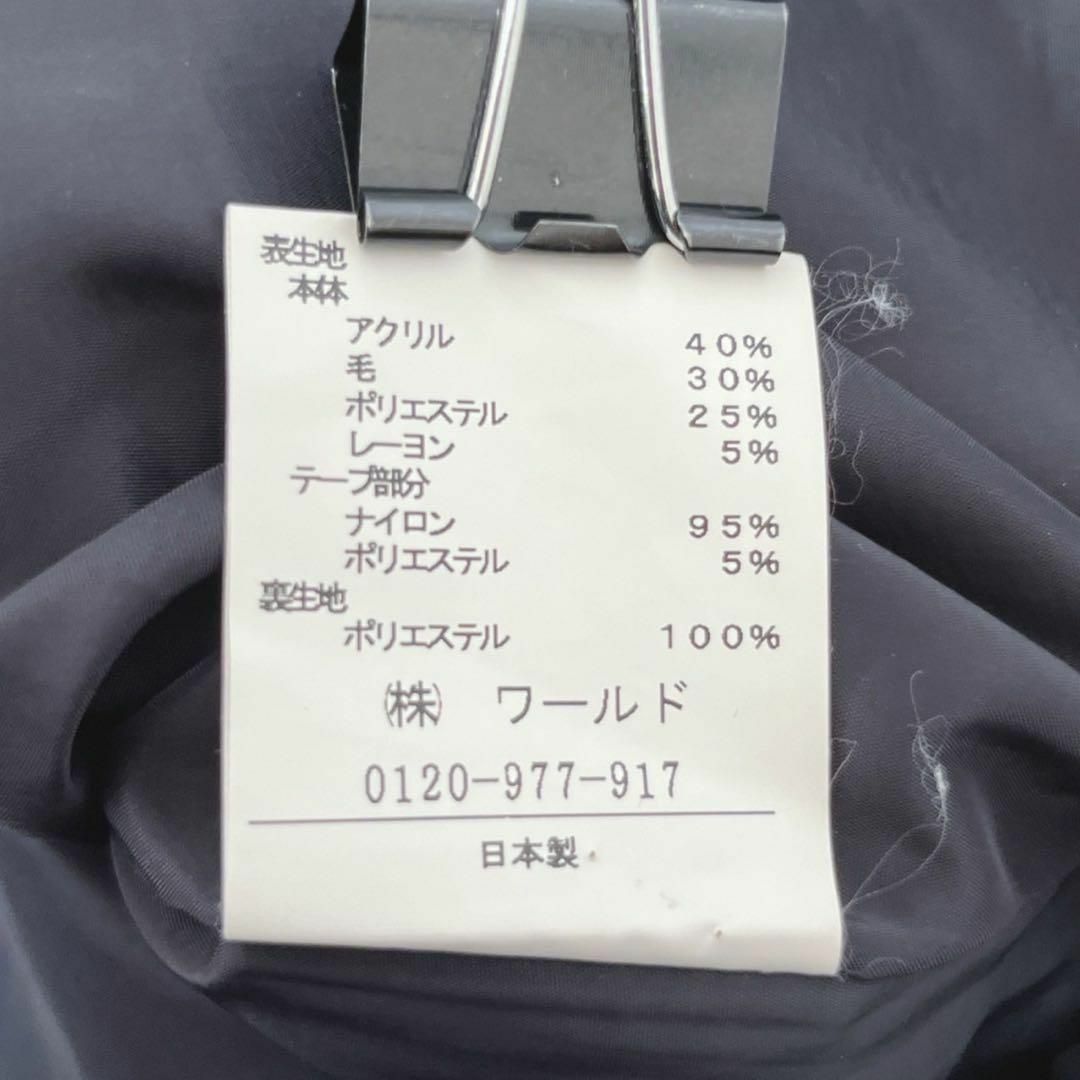 表生地
本体
アクリル 40%
毛 30%
ポリエステル 25%
レーヨン 5%
テープ部分
ナイロン 95%
ポリエステル 5%
裏生地
ポリエステル 100%
㈱ ワールド
0120-977-917
日本製